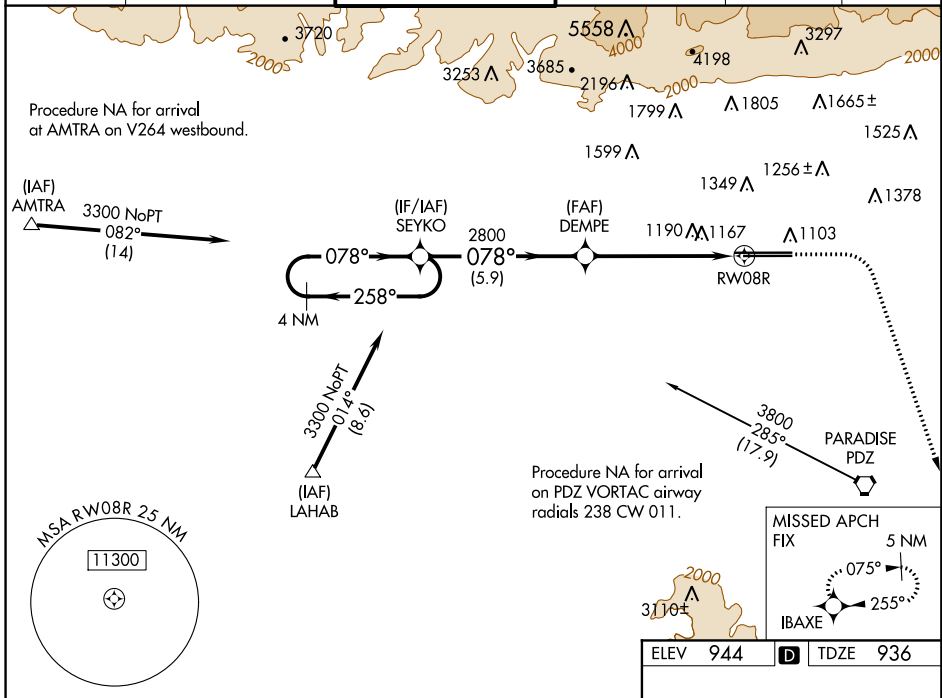 3720
5558
4000
3297
2000
3253
3685
4198
2000
2196
2000
1799
1805
1665±
1525
Procedure NA for arrival
at AMTRA on V264 westbound.
1599
1256±
1349
1378
(IAF)
AMTRA
3300 NoPT
082°
(14)
(IF/IAF)
SEYKO
2800
078°
(5.9)
(FAF)
DEMPE
1190
1167
1103
RW08R
078°
258°
4 NM
3300 NoPT
014°
(8.6)
(IAF)
LAHAB
3800
285°
(17.9)
PARADISE
PDZ
Procedure NA for arrival
on PDZ VORTAC airway
radials 238 CW 011.
MSA RW08R 25 NM
11300
MISSED APCH
FIX
5 NM
075°
255°
IBAXE
2000
3110±
ELEV 944 D TDZE 936